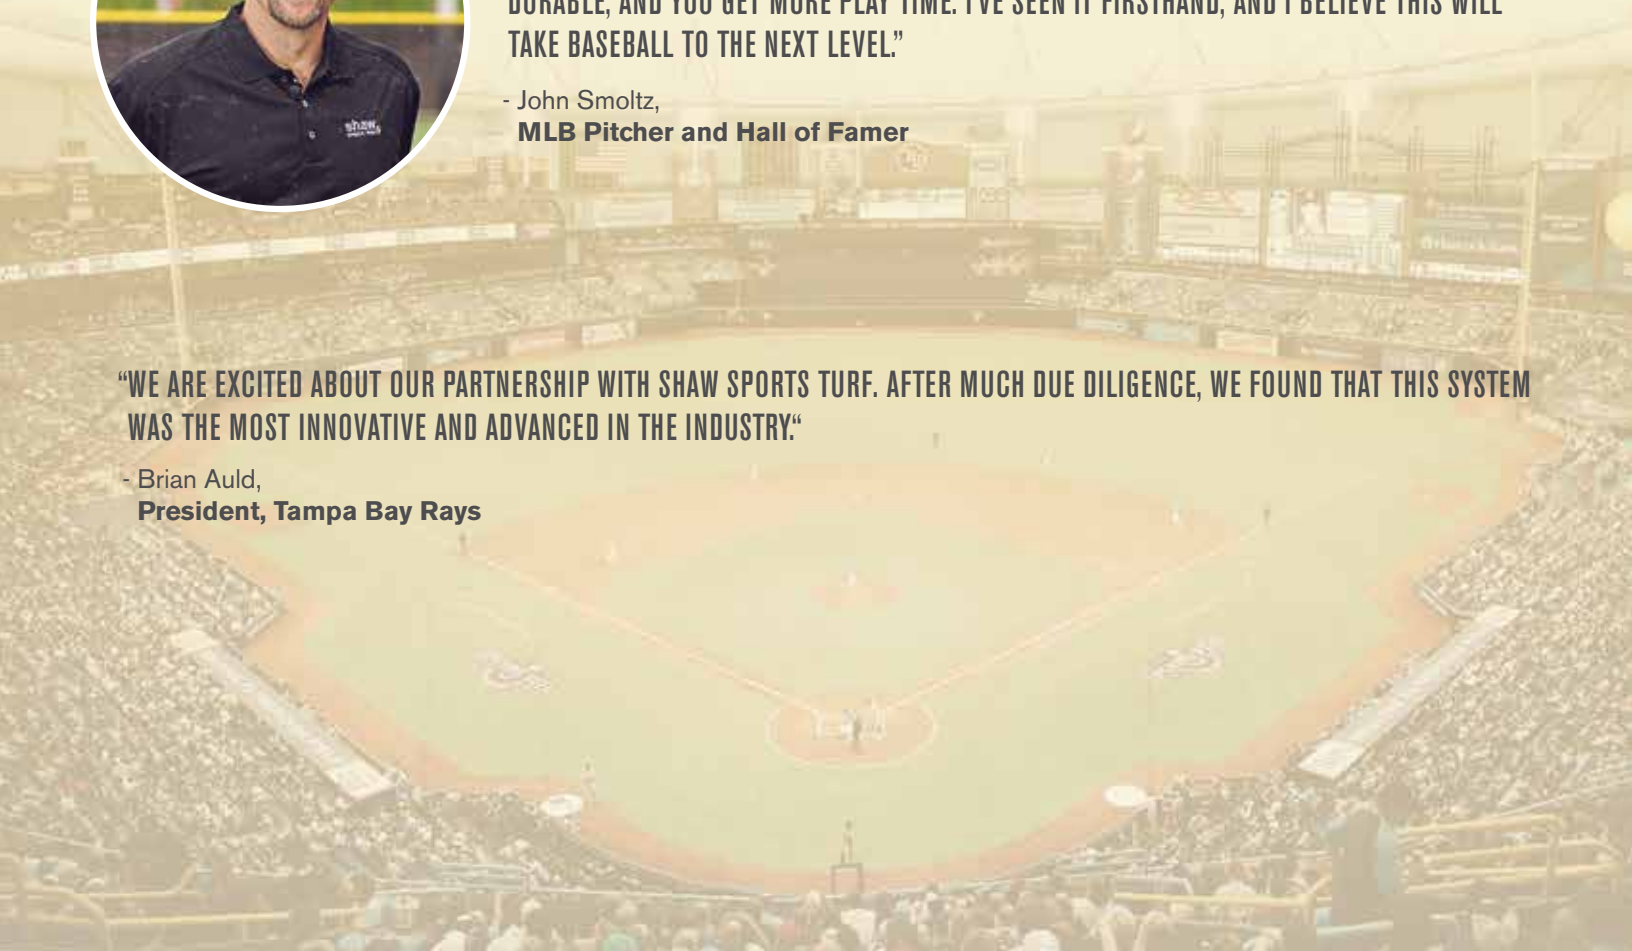 DURABLE, AND YOU GET MORE PLAY TIME. I'VE SEEN IT FIRSTHAND, AND I BELIEVE THIS WILL
TAKE BASEBALL TO THE NEXT LEVEL.”
- John Smoltz,
MLB Pitcher and Hall of Famer
shaw
“WE ARE EXCITED ABOUT OUR PARTNERSHIP WITH SHAW SPORTS TURF. AFTER MUCH DUE DILIGENCE, WE FOUND THAT THIS SYSTEM
WAS THE MOST INNOVATIVE AND ADVANCED IN THE INDUSTRY.“
- Brian Auld,
President, Tampa Bay Rays